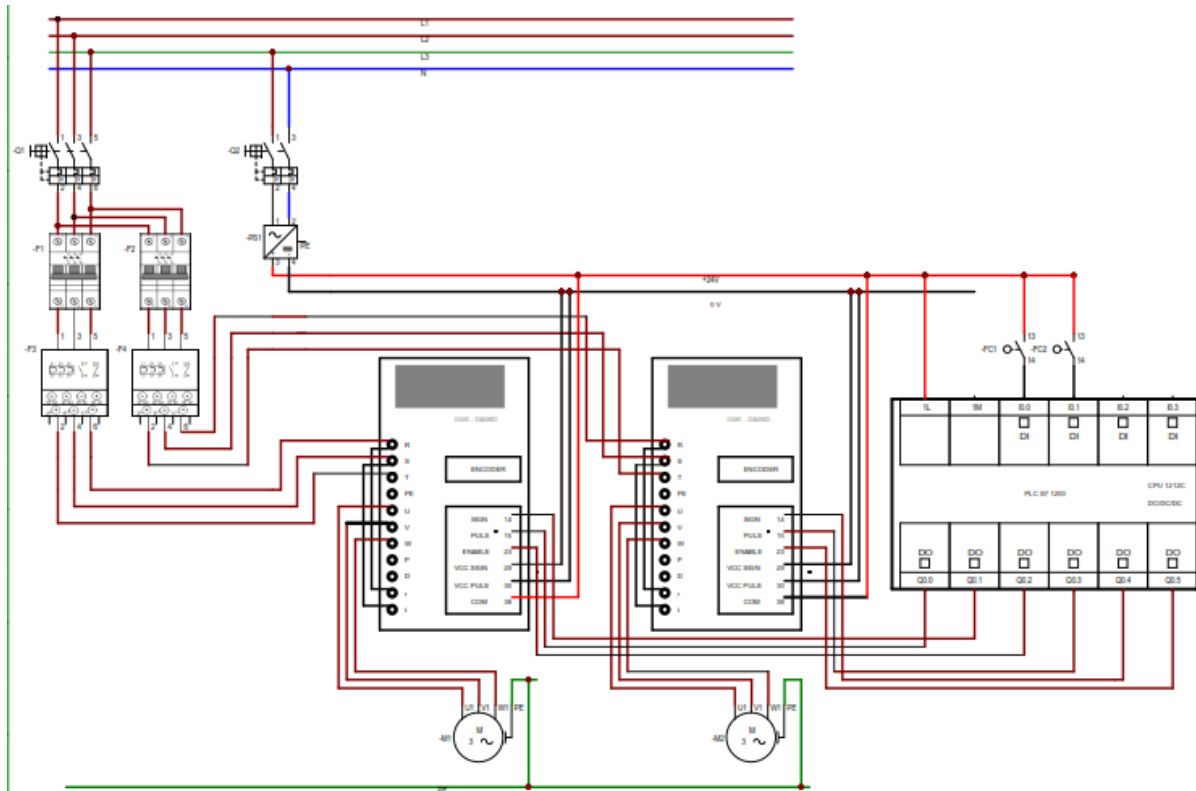 L1
L2
L3
N
1 3 5
-Q1
2 4 6
1 3
-Q2
2 4
1 2
-PS1
PE
3 4
-F1
-F2
+24V
0 V
1 3 5
-F3
1 3 5
-F4
2 4 6
2 4 6
13
-FC1
14
13
-FC2
14
R
S
T
PE
U
V
W
P
D
r
t
ENCODER
SIGN 14
PULS 15
ENABLE 23
VCC SIGN 29
VCC PULS 30
COM 38
R
S
T
PE
U
V
W
P
D
r
t
ENCODER
SIGN 14
PULS 15
ENABLE 23
VCC SIGN 29
VCC PULS 30
COM 38
1L 1M I0.0 I0.1 I0.2 I0.3
DI DI DI DI
PLC S7 1200
CPU 1212C
DC/DC/DC
DO DO DO DO DO DO
Q0.0 Q0.1 Q0.2 Q0.3 Q0.4 Q0.5
U1 V1 W1 PE
-M1
M
3
U1 V1 W1 PE
-M2
M
3